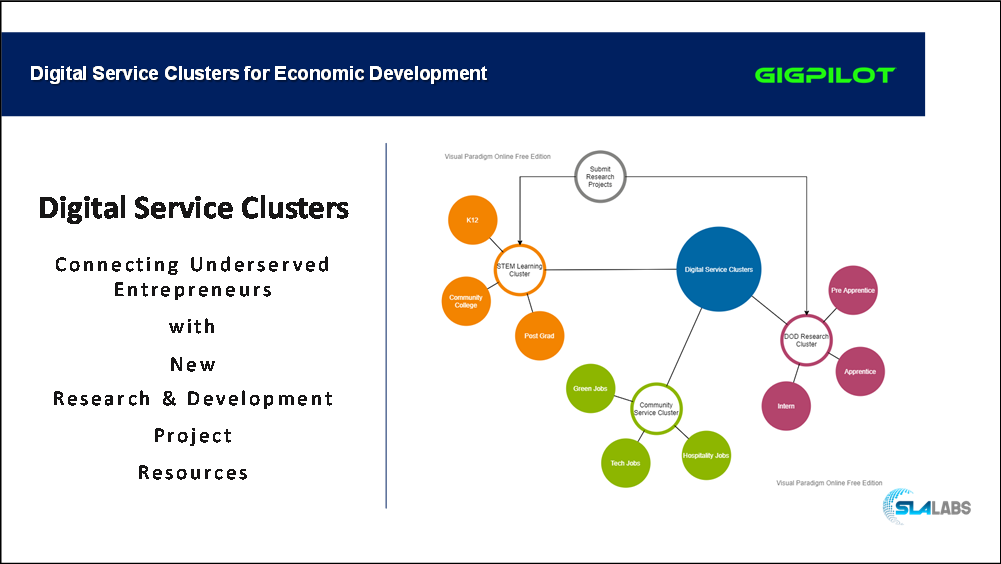 Digital Service Clusters for Economic Development
GIGPILOT
Digital Service Clusters
Connecting Underserved
Entrepreneurs
with
New
Research & Development
Project
Resources
Visual Paradigm Online Free Edition
Submit
Research
Projects
K12
STEM Learning
Cluster
Community
College
Post Grad
Digital Service Clusters
Pre Apprentice
DOD Research
Cluster
Apprentice
Intern
Green Jobs
Community
Service Cluster
Tech Jobs
Hospitality Jobs
Visual Paradigm Online Free Edition
SLALABS